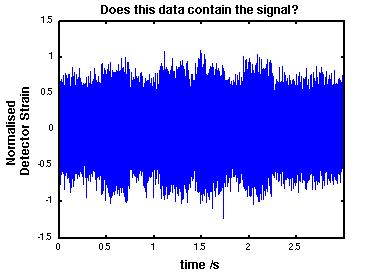 Does this data contain the signal?
1.5
1
0.5
0
-0.5
-1
-1.5
Normalised
Detector Strain
0 0.5 1 1.5 2 2.5
time /s